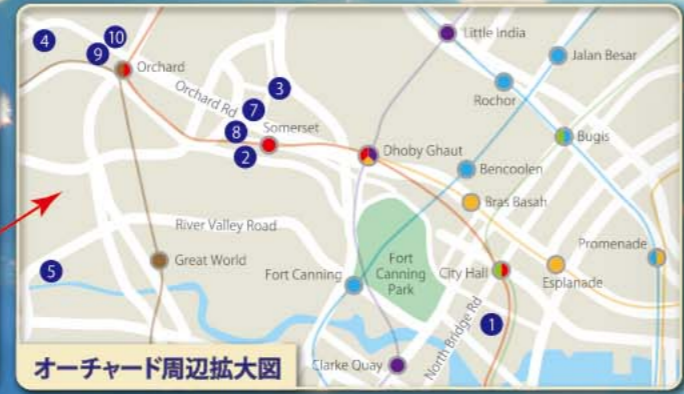 4
10
9
Orchard
Orchard Rd
3
7
8
Somerset
2
Little India
Jalan Besar
Rochor
Bugis
Dhoby Ghaut
Bencoolen
Bras Basah
River Valley Road
Great World
5
Fort Canning
Fort
Canning
Park
City Hall
Promenade
Esplanade
North Bridge Rd
1
Clarke Quay
オーチャード周辺拡大図